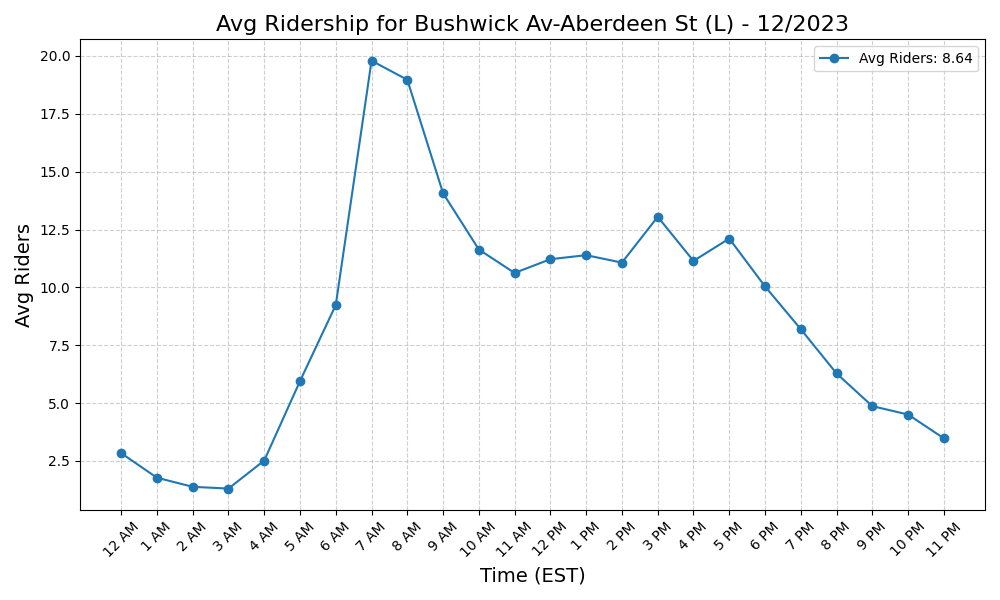 Avg Ridership for Bushwick Av-Aberdeen St (L) - 12/2023
Avg Riders: 8.64
Avg Riders
20.0
17.5
15.0
12.5
10.0
7.5
5.0
2.5
12 AM
1 AM
2 AM
3 AM
4 AM
5 AM
6 AM
7 AM
8 AM
9 AM
10 AM
11 AM
12 PM
1 PM
2 PM
3 PM
4 PM
5 PM
6 PM
7 PM
8 PM
9 PM
10 PM
11 PM
Time (EST)